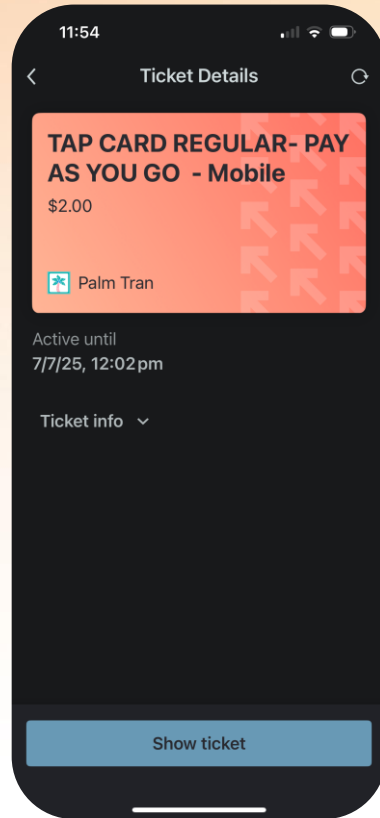 11:54
Ticket Details
TAP CARD REGULAR- PAY
AS YOU GO - Mobile
$2.00
Palm Tran
Active until
7/7/25, 12:02 pm
Ticket info
Show ticket